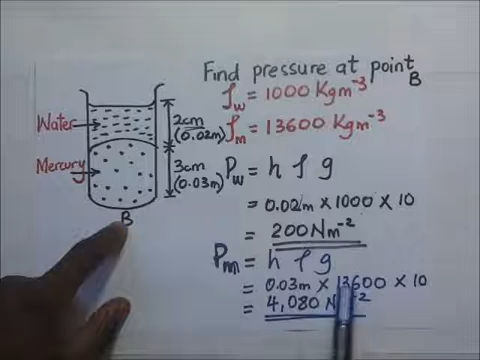 Find pressure at point B
ρw = 1000 Kgm⁻³
ρm = 13600 Kgm⁻³
Water
2cm
(0.02m)
Mercury
3cm
(0.03m)
B
Pw = h ρ g
= 0.02m × 1000 × 10
= 200Nm⁻²
Pm = h ρ g
= 0.03m × 13600 × 10
= 4,080 N ⁻²